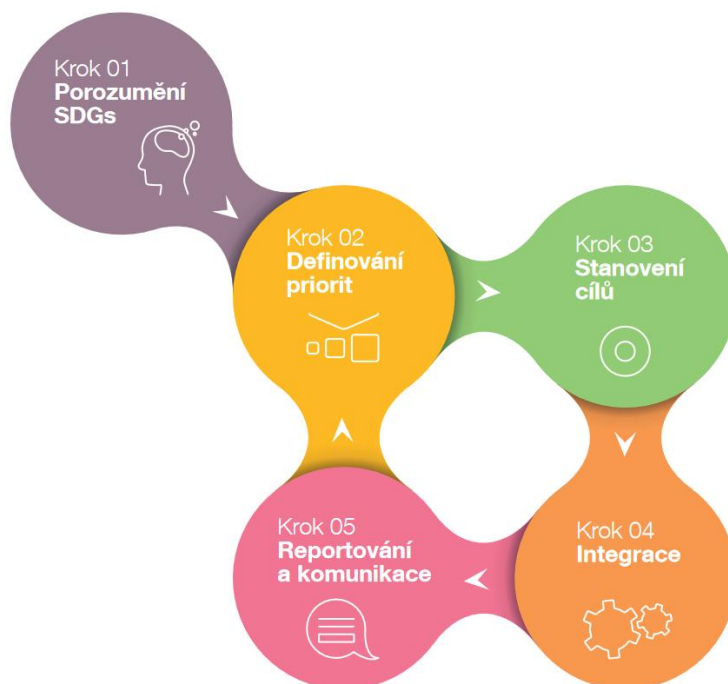 Krok 01
Porozumění
SDGs
Krok 02
Definování
priorit
Krok 03
Stanovení
cílů
Krok 05
Reportování
a komunikace
Krok 04
Integrace